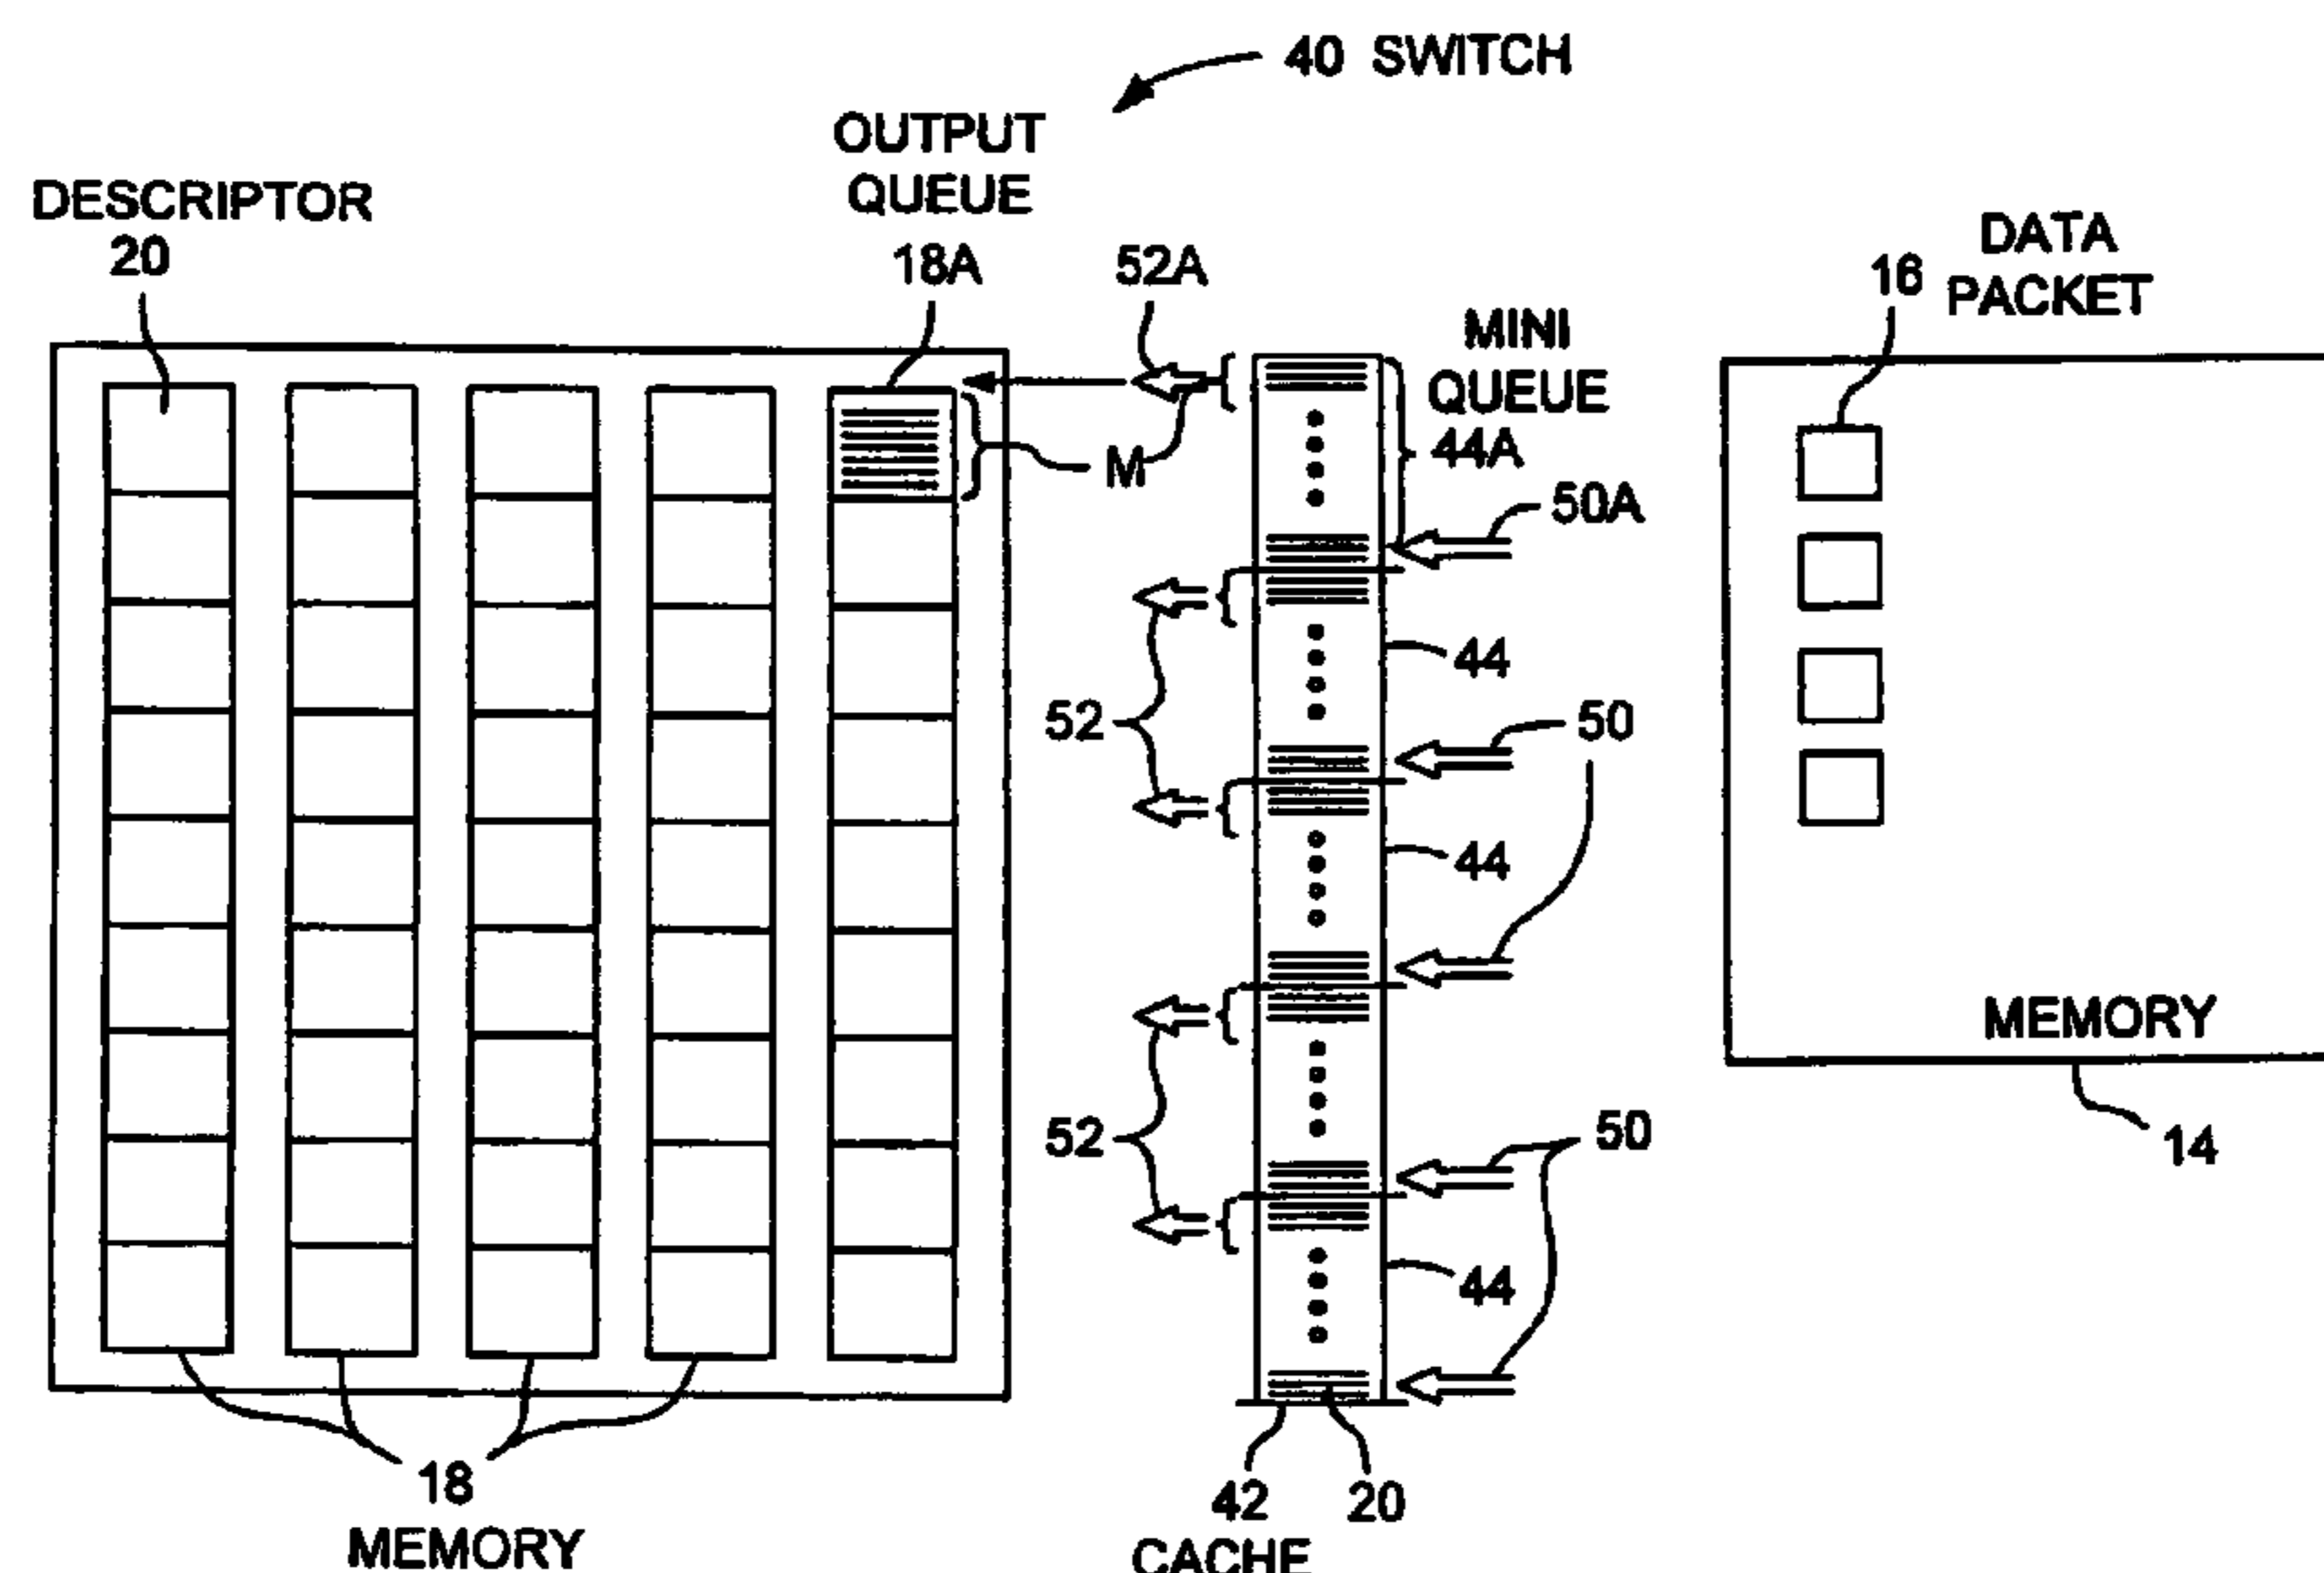 40 SWITCH
OUTPUT
QUEUE
18A
DESCRIPTOR
20
52A
MINI
QUEUE
44A
16
DATA
PACKET
M
50A
44
52
50
44
MEMORY
14
52
50
44
18
MEMORY
42
CACHE
20